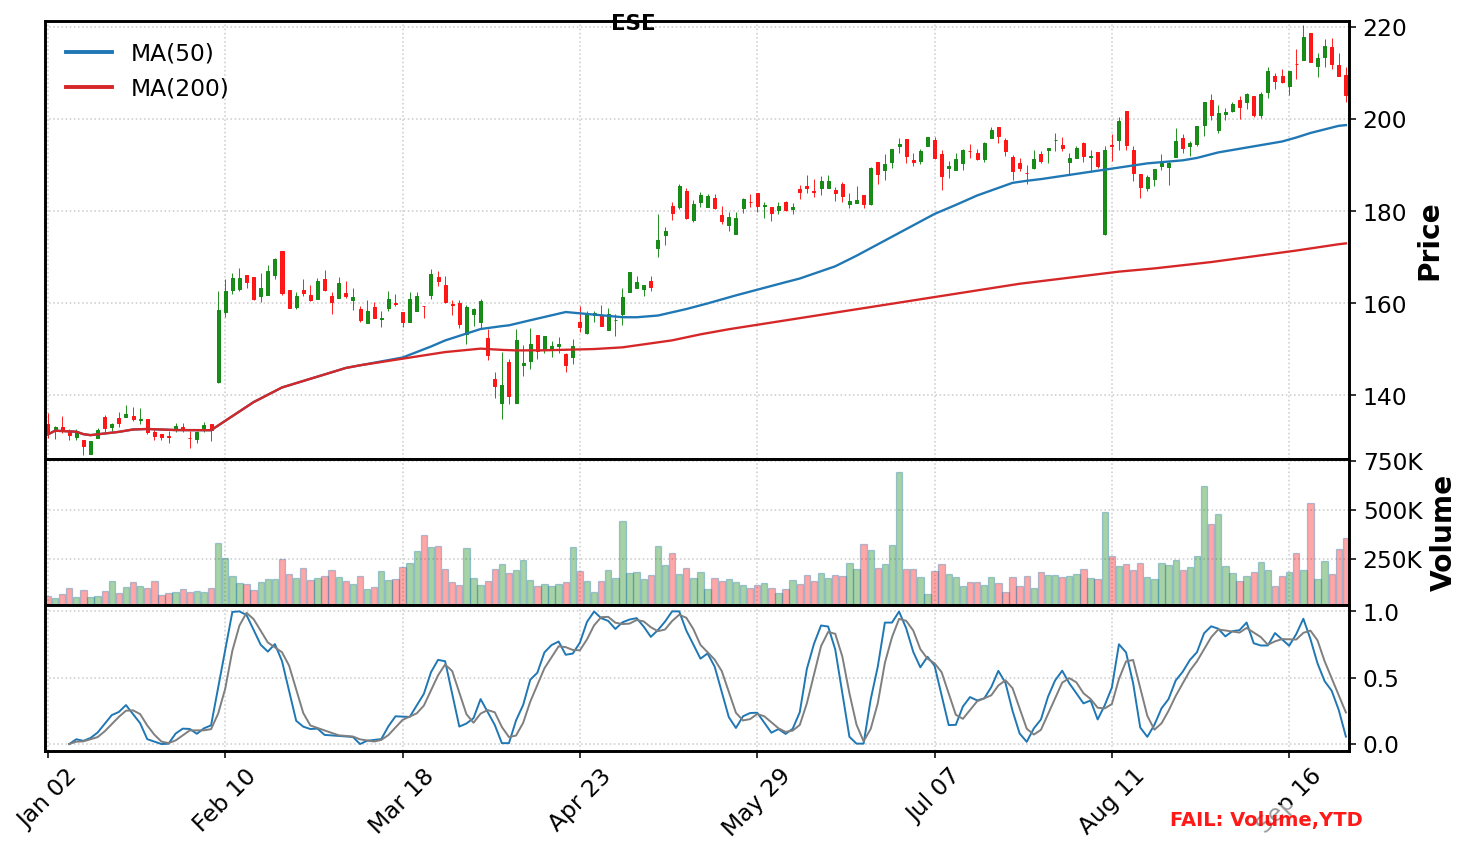 ESE
MA(50)
MA(200)
220
200
180
160
140
Price
750K
500K
250K
Volume
1.0
0.5
0.0
Jan 02
Feb 10
Mar 18
Apr 23
May 29
Jul 07
Aug 11
Sep 16
FAIL: Volume,YTD